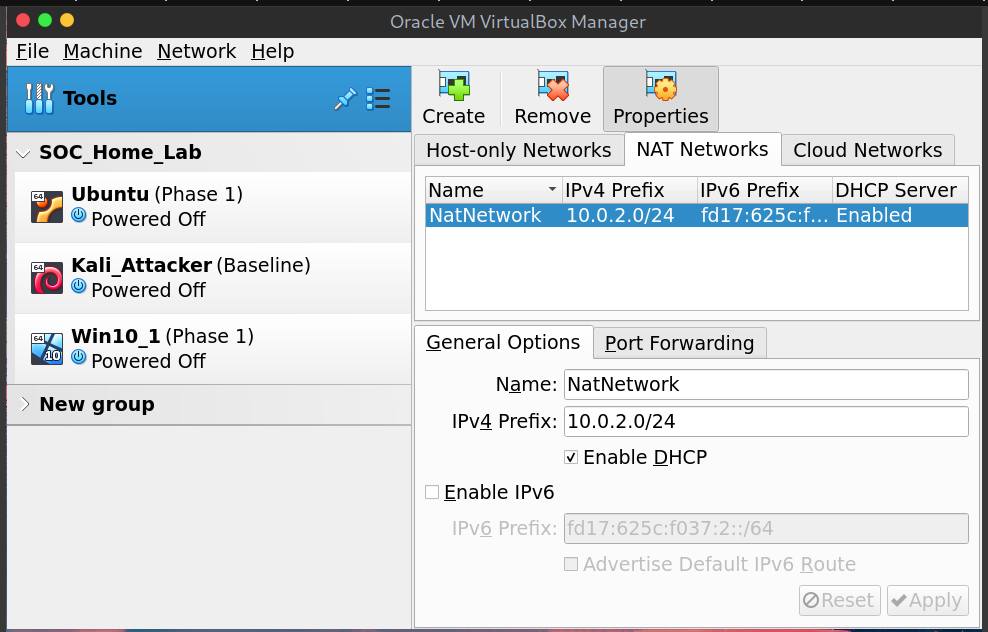 Oracle VM VirtualBox Manager
File Machine Network Help
Tools
SOC_Home_Lab
64
Ubuntu (Phase 1)
Powered Off
64
Kali_Attacker (Baseline)
Powered Off
64
10
Win10_1 (Phase 1)
Powered Off
New group
Create Remove Properties
Host-only Networks NAT Networks Cloud Networks
Name IPv4 Prefix IPv6 Prefix DHCP Server
NatNetwork 10.0.2.0/24 fd17:625c:f... Enabled
General Options Port Forwarding
Name: NatNetwork
IPv4 Prefix: 10.0.2.0/24
Enable DHCP
Enable IPv6
IPv6 Prefix: fd17:625c:f037:2::/64
Advertise Default IPv6 Route
Reset Apply